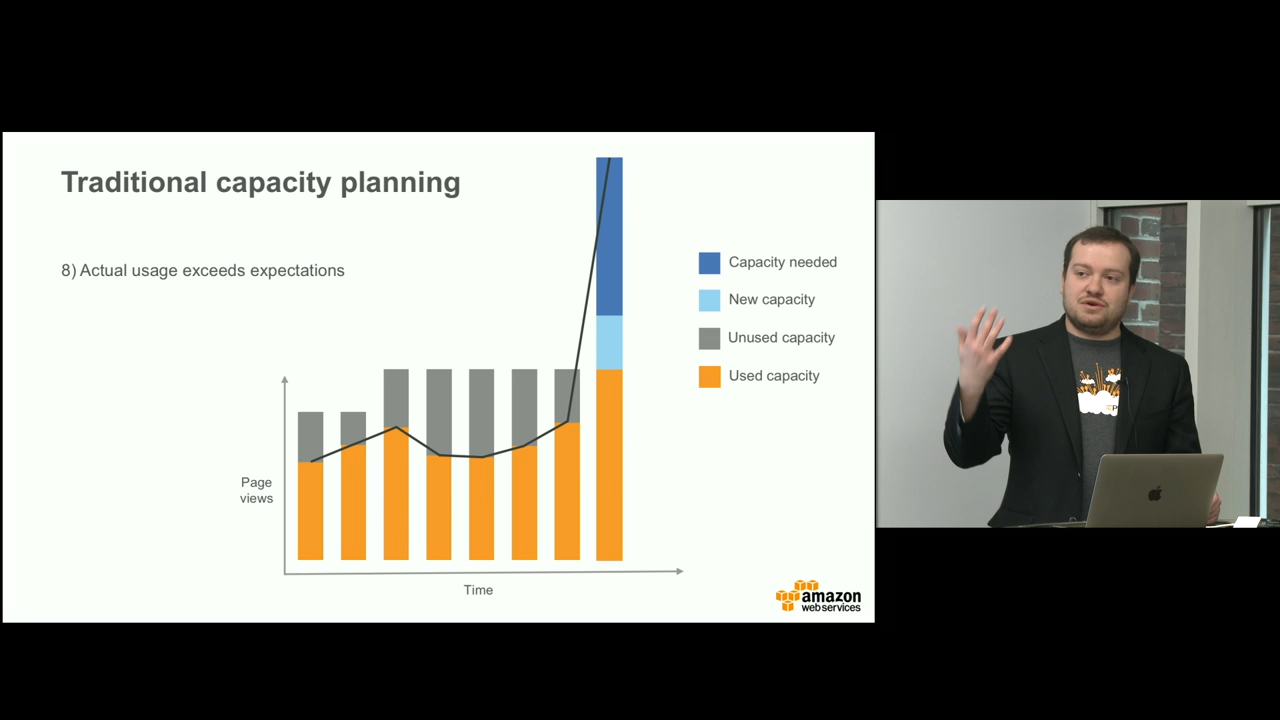 Traditional capacity planning
8) Actual usage exceeds expectations
Capacity needed
New capacity
Unused capacity
Used capacity
Page
views
Time
amazon
web services